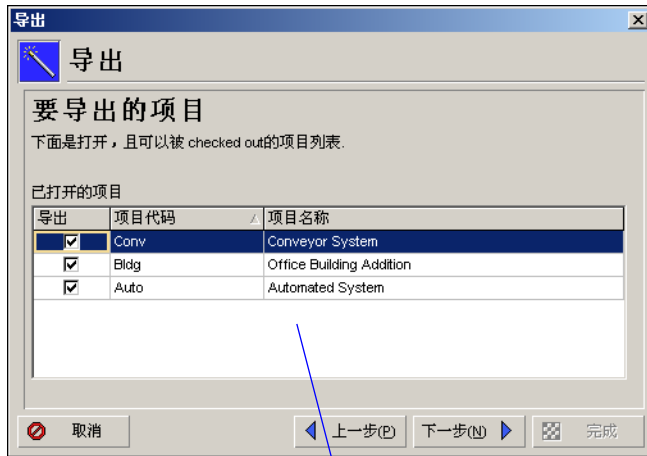 导出
导出
要导出的项目
下面是打开，且可以被 checked out的项目列表.
已打开的项目
导出 项目代码 项目名称
Conv Conveyor System
Bldg Office Building Addition
Auto Automated System
取消 上一步(P) 下一步(N) 完成